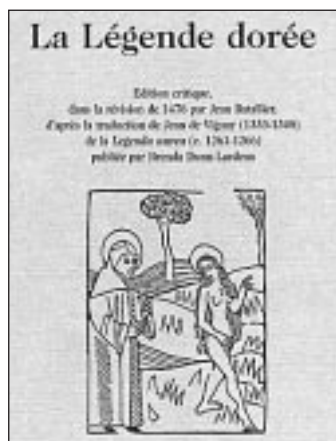 La Légende dorée
Edition critique,
dans la révision de 1476 par Jean Batallier,
d'après la traduction de Jean de Vignay (1333-1348)
de la Legenda aurea (c. 1261-1266)
publiée par Brenda Dunn-Lardeau